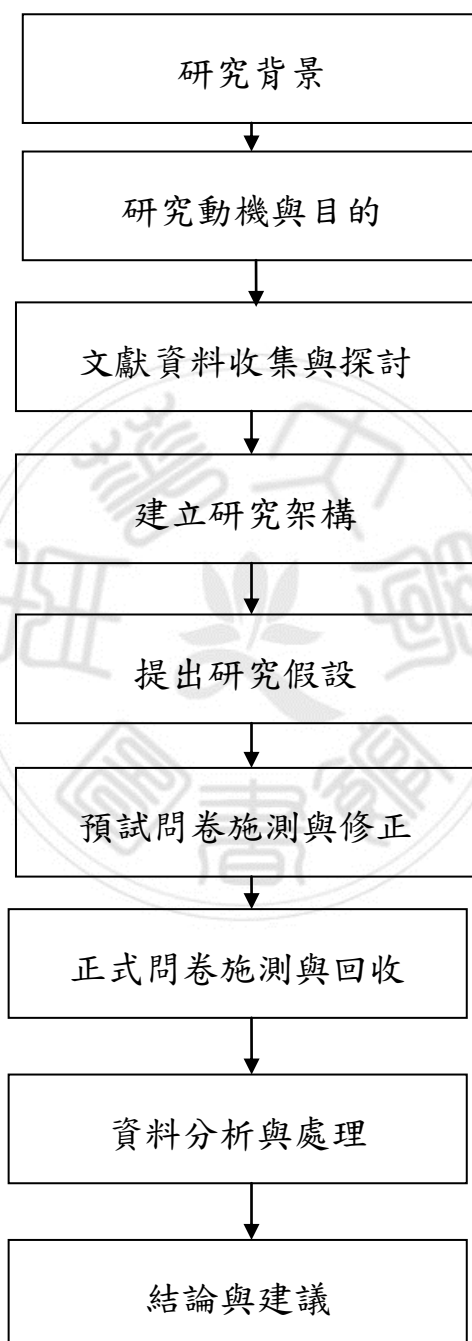 研究背景
研究動機與目的
文獻資料收集與探討
建立研究架構
提出研究假設
預試問卷施測與修正
正式問卷施測與回收
資料分析與處理
結論與建議